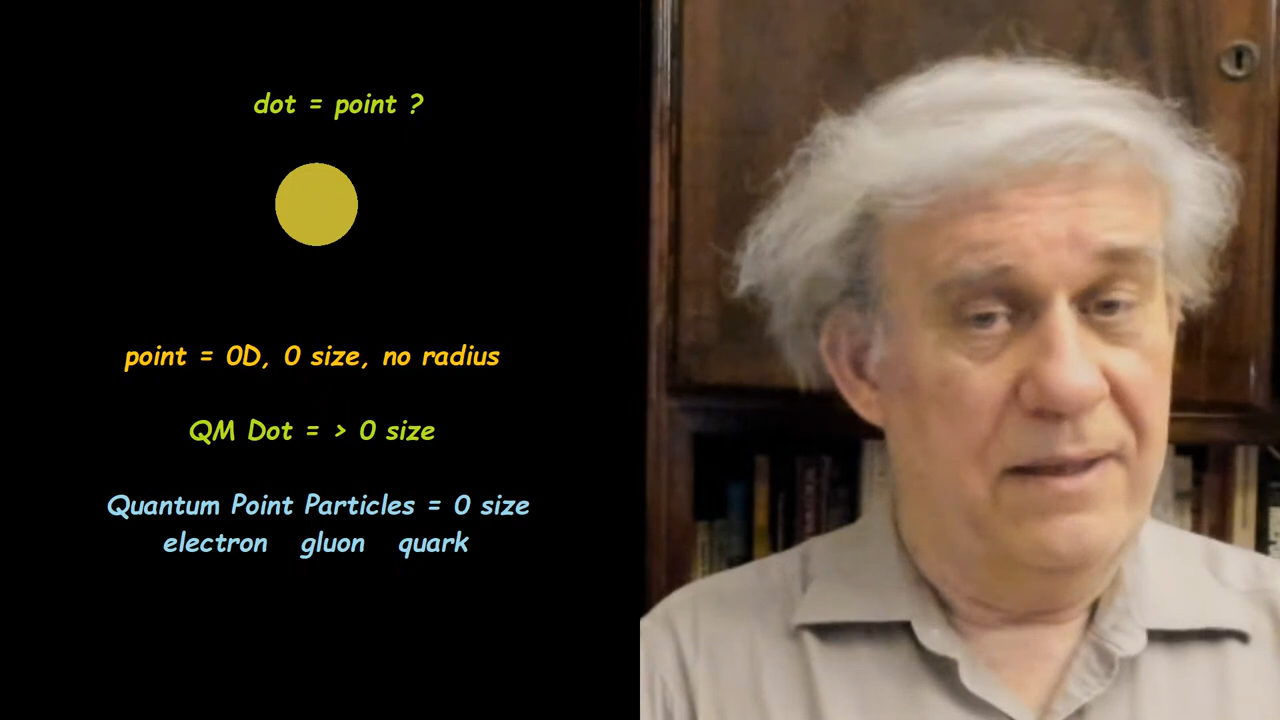 dot = point ?
point = 0D, 0 size, no radius
QM Dot = > 0 size
Quantum Point Particles = 0 size
electron gluon quark